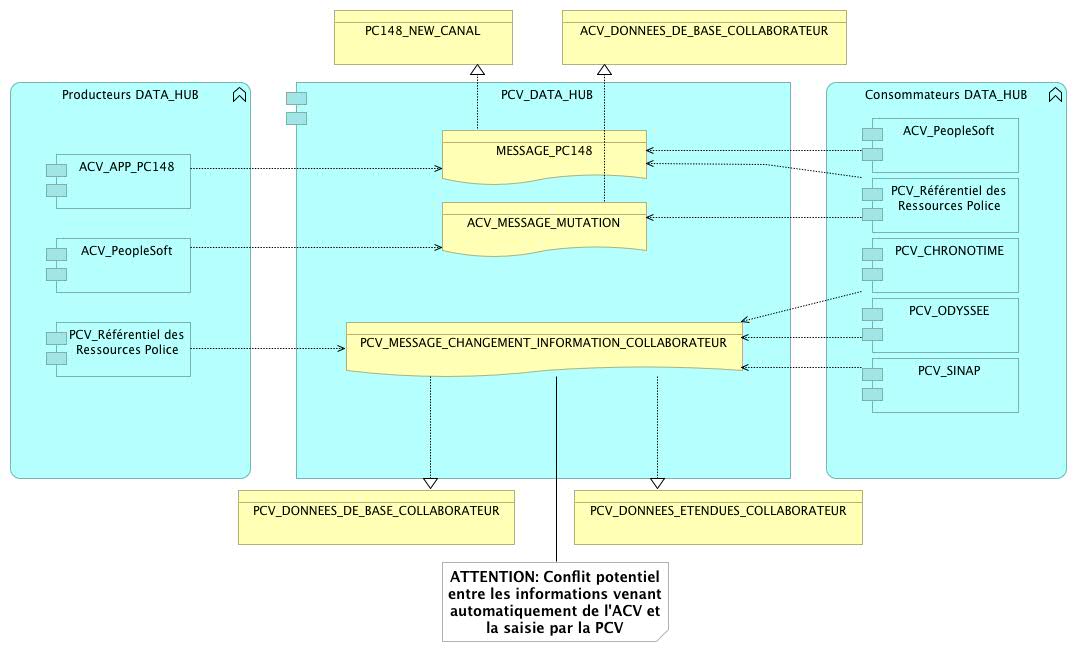 PC148_NEW_CANAL
ACV_DONNEES_DE_BASE_COLLABORATEUR
Producteurs DATA_HUB
PCV_DATA_HUB
Consommateurs DATA_HUB
ACV_APP_PC148
ACV_PeopleSoft
PCV_Référentiel des
Ressources Police
MESSAGE_PC148
ACV_MESSAGE_MUTATION
PCV_MESSAGE_CHANGEMENT_INFORMATION_COLLABORATEUR
ACV_PeopleSoft
PCV_Référentiel des
Ressources Police
PCV_CHRONOTIME
PCV_ODYSSEE
PCV_SINAP
PCV_DONNEES_DE_BASE_COLLABORATEUR
PCV_DONNEES_ETENDUES_COLLABORATEUR
ATTENTION: Conflit potentiel
entre les informations venant
automatiquement de l'ACV et
la saisie par la PCV